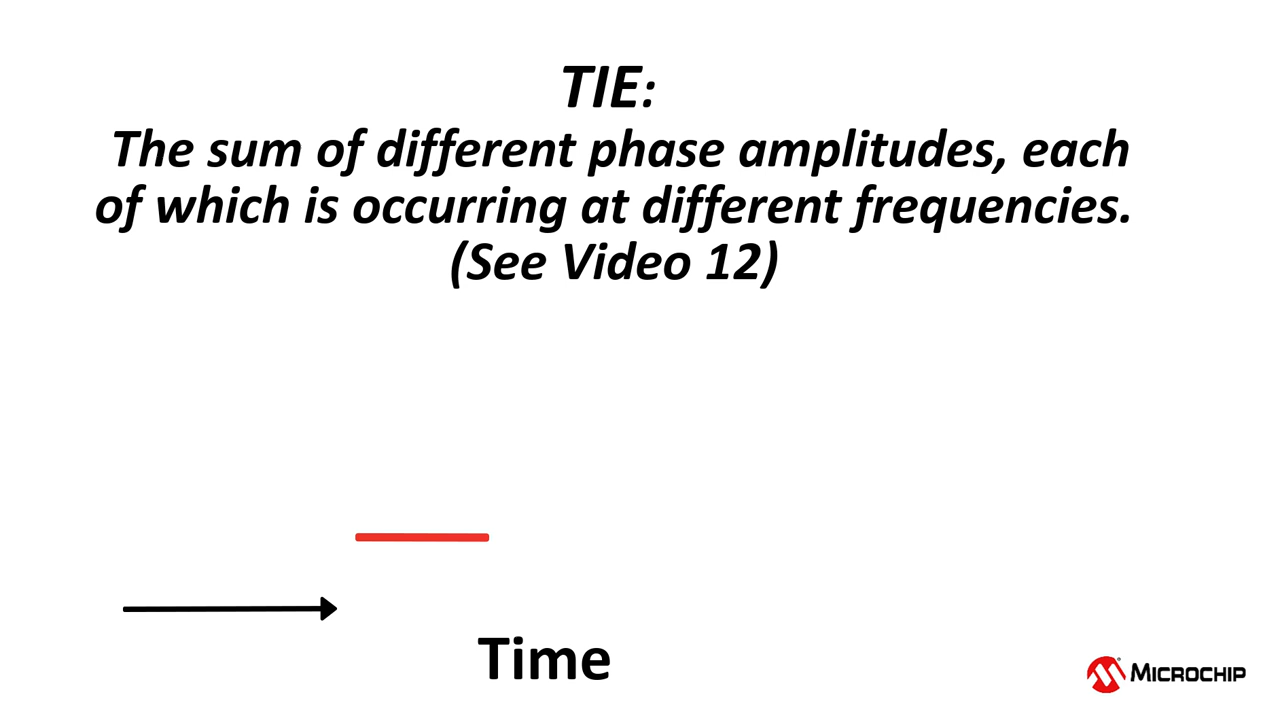 TIE:
The sum of different phase amplitudes, each
of which is occurring at different frequencies.
(See Video 12)
Time
MICROCHIP